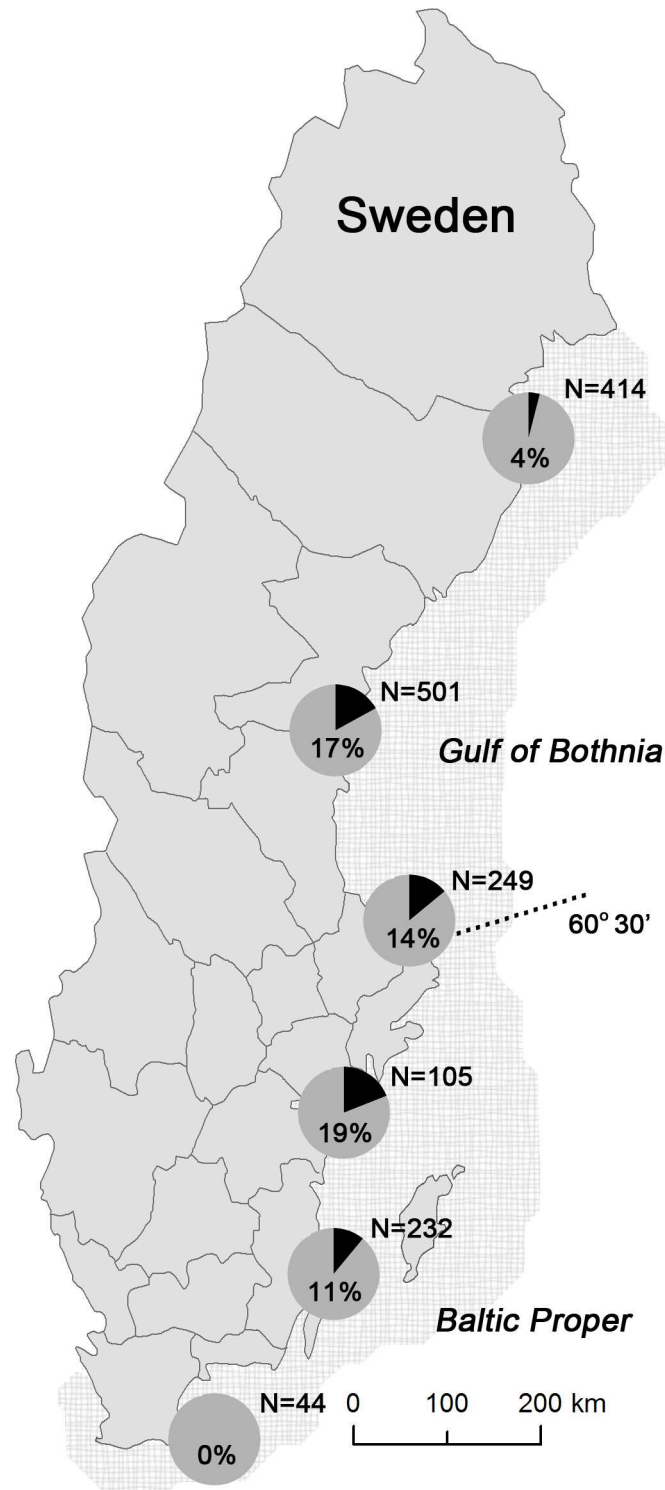 Sweden
N=414
4%
N=501
17%
Gulf of Bothnia
N=249
14%
60° 30’
N=105
19%
N=232
11%
Baltic Proper
N=44
0%
0 100 200 km